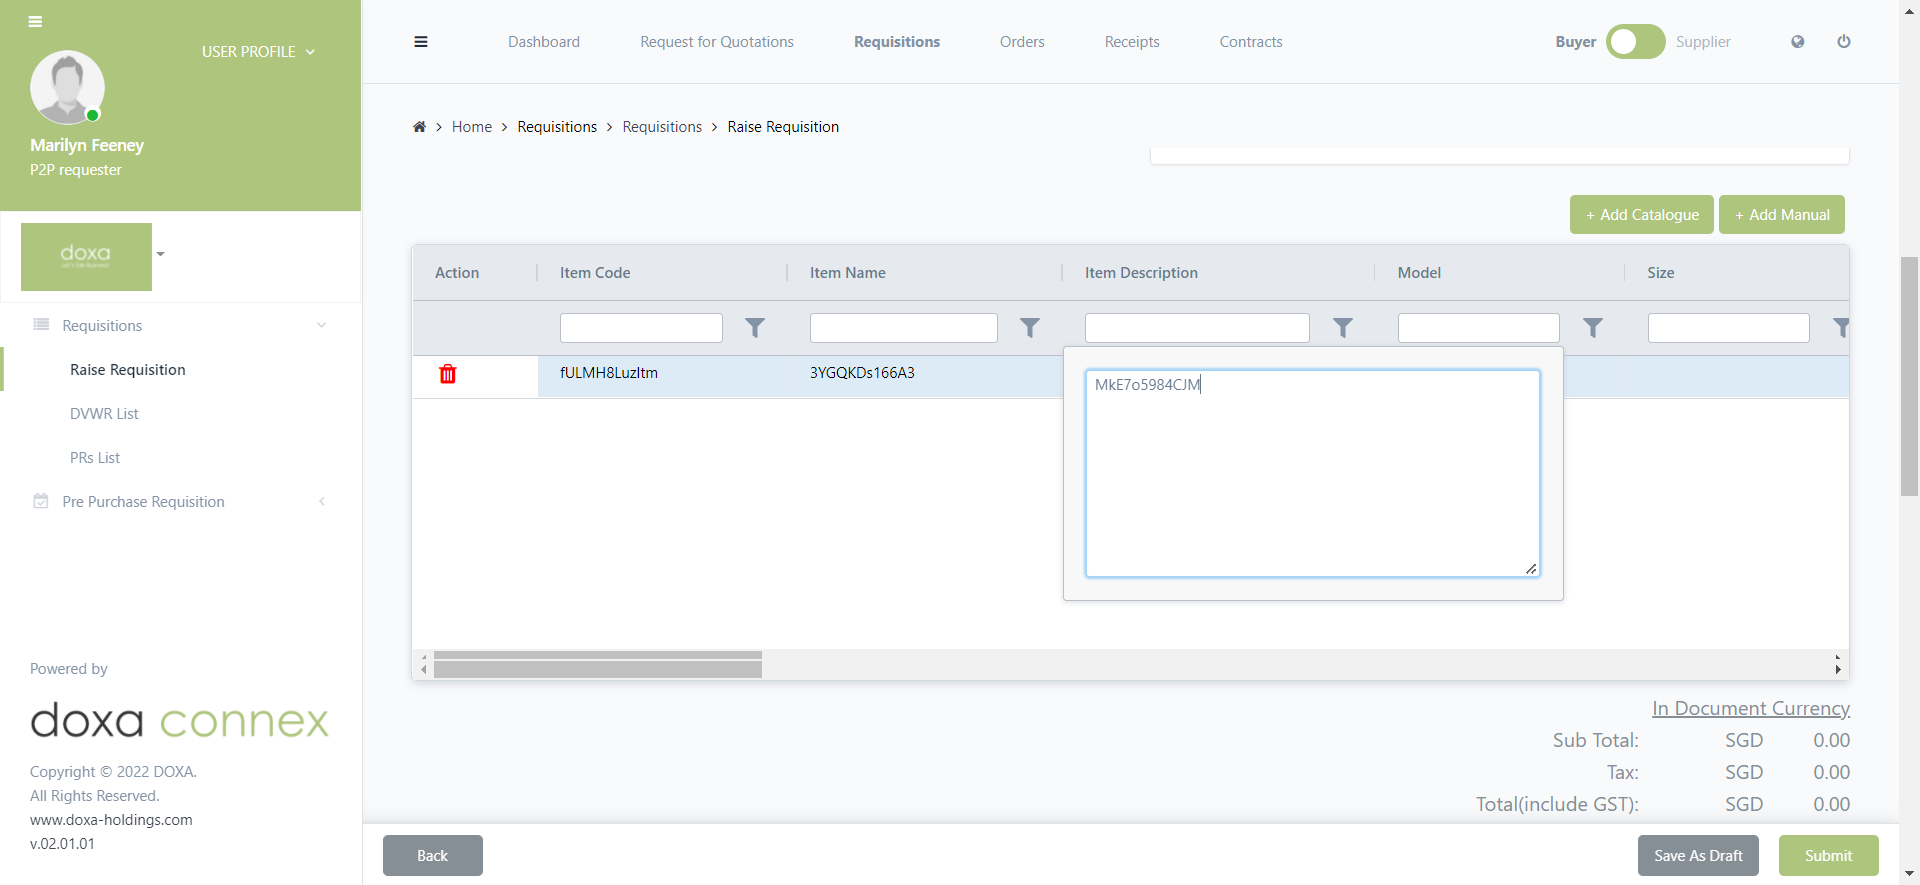 USER PROFILE
Marilyn Feeney
P2P requester
doxa
Let's Talk Business
Requisitions
Raise Requisition
DVWR List
PRs List
Pre Purchase Requisition
Powered by
doxa connex
Copyright © 2022 DOXA.
All Rights Reserved.
www.doxa-holdings.com
v.02.01.01
Dashboard
Request for Quotations
Requisitions
Orders
Receipts
Contracts
Buyer
Supplier
Home
Requisitions
Requisitions
Raise Requisition
+ Add Catalogue
+ Add Manual
Action
Item Code
Item Name
Item Description
Model
Size
fULMH8LuzItm
3YGQKDs166A3
MkE7o5984CJM
In Document Currency
Sub Total: SGD 0.00
Tax: SGD 0.00
Total(include GST): SGD 0.00
Back
Save As Draft
Submit